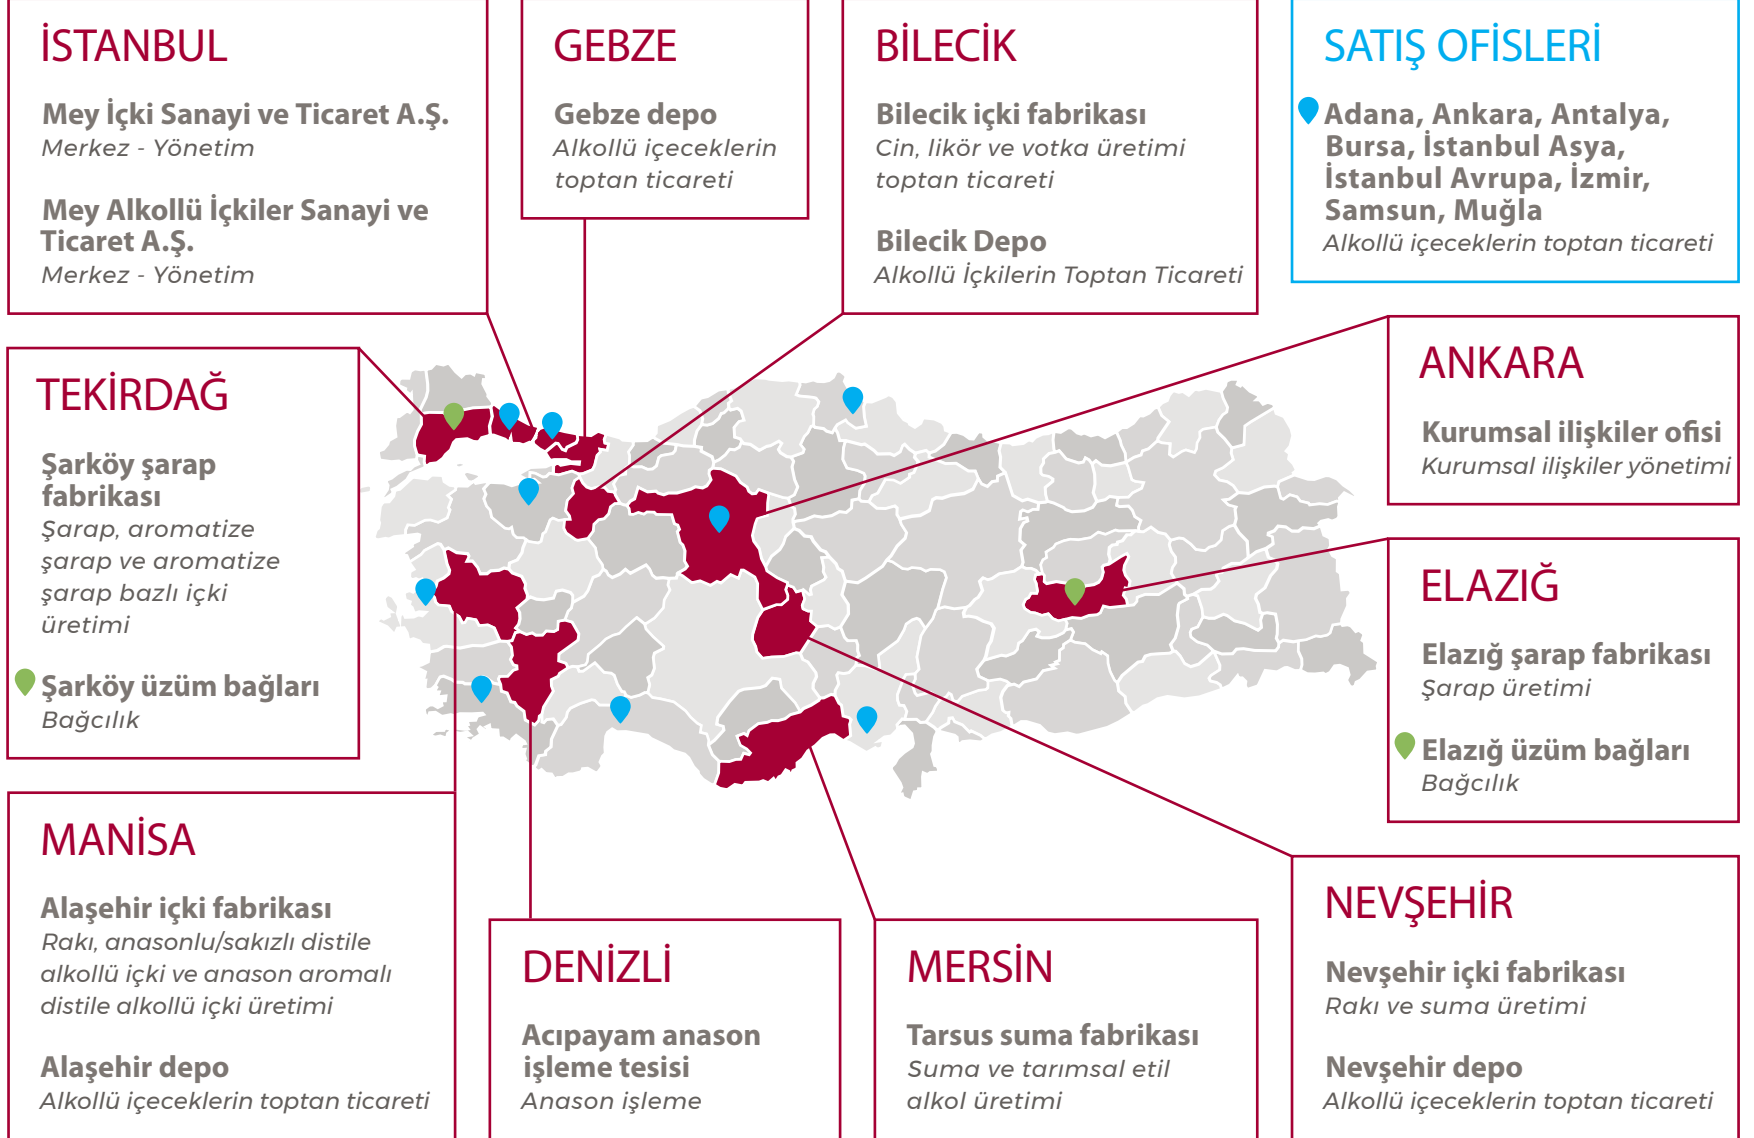 İSTANBUL
Mey İçki Sanayi ve Ticaret A.Ş.
Merkez - Yönetim
Mey Alkollü İçkiler Sanayi ve
Ticaret A.Ş.
Merkez - Yönetim
GEBZE
Gebze depo
Alkollü içeceklerin
toptan ticareti
BİLECİK
Bilecik içki fabrikası
Cin, likör ve votka üretimi
toptan ticareti
Bilecik Depo
Alkollü İçkilerin Toptan Ticareti
SATIŞ OFİSLERİ
Adana, Ankara, Antalya,
Bursa, İstanbul Asya,
İstanbul Avrupa, İzmir,
Samsun, Muğla
Alkollü içeceklerin toptan ticareti
TEKİRDAĞ
Şarköy şarap
fabrikası
Şarap, aromatize
şarap ve aromatize
şarap bazlı içki
üretimi
Şarköy üzüm bağları
Bağcılık
ANKARA
Kurumsal ilişkiler ofisi
Kurumsal ilişkiler yönetimi
ELAZIĞ
Elazığ şarap fabrikası
Şarap üretimi
Elazığ üzüm bağları
Bağcılık
MANİSA
Alaşehir içki fabrikası
Rakı, anasonlu/sakızlı distile
alkollü içki ve anason aromalı
distile alkollü içki üretimi
Alaşehir depo
Alkollü içeceklerin toptan ticareti
DENİZLİ
Acıpayam anason
işleme tesisi
Anason işleme
MERSİN
Tarsus suma fabrikası
Suma ve tarımsal etil
alkol üretimi
NEVŞEHİR
Nevşehir içki fabrikası
Rakı ve suma üretimi
Nevşehir depo
Alkollü içeceklerin toptan ticareti